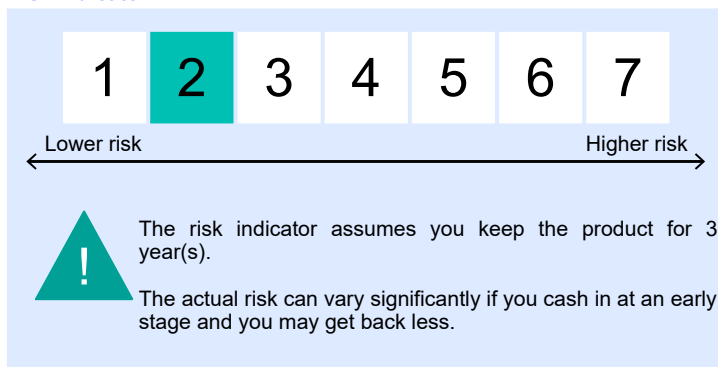 1 2 3 4 5 6 7
Lower risk Higher risk
! The risk indicator assumes you keep the product for 3
year(s).
The actual risk can vary significantly if you cash in at an early
stage and you may get back less.